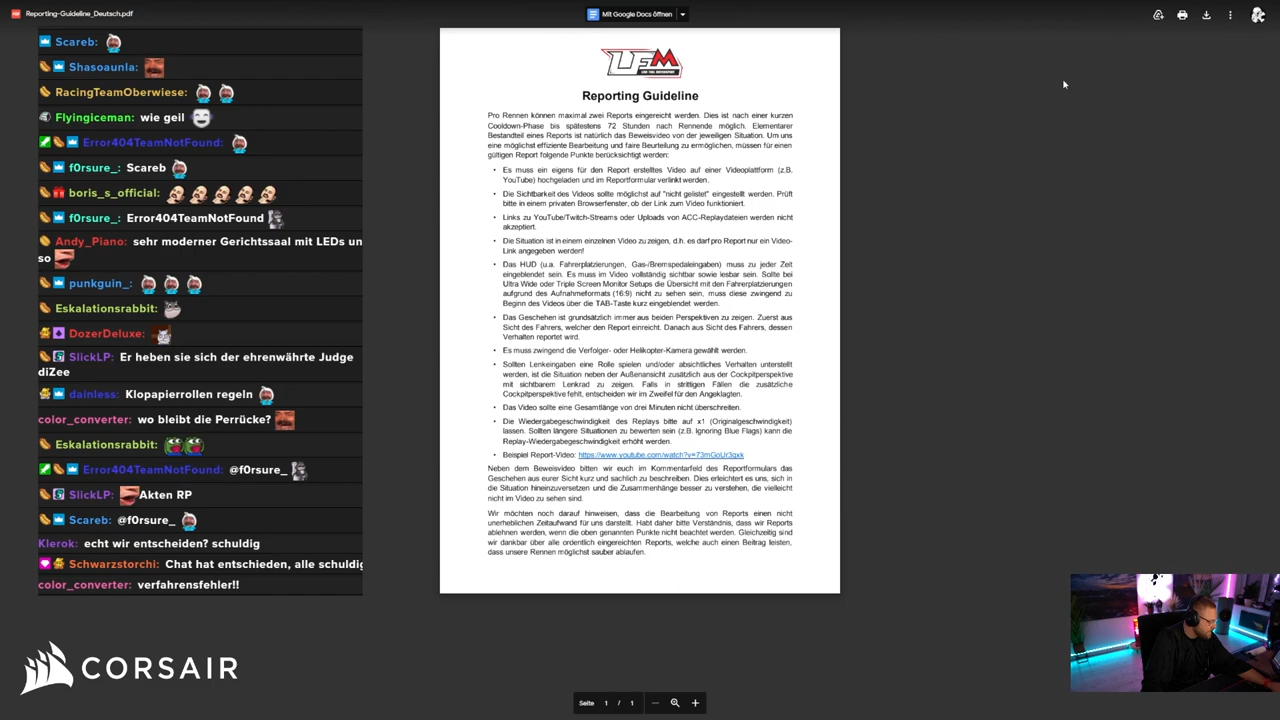 Reporting-Guideline_Deutsch.pdf
Mit Google Docs öffnen
Scareb:
Shasoaunla:
RacingTeamOberwiese:
Flyingiceman: wie geil
Error404TeamNotFound:
f0rsure_: Scareb
boris_s_official:
f0rsure_: Error404TeamNotFound
Andy_Piano: sehr moderner Gerichtssaal mit LEDs un
so
punkguin_:
Eskalationsrabbit:
DozerDeluxe:
SlickLP: Er hebe sie sich der ehrenwährte Judge
diZee
dainless: Klopapierrollen regeln
color_converter: wo bleibt die Perrücke?
Eskalationsrabbit:
Error404TeamNotFound: @f0rsure_
SlickLP: Akten RP
Scareb: @f0rsure_
Klerok: cht wir entscheiden? schuldig
Schwarzstorchi: Chat hat entschieden, alle schuldig
color_converter: verfahrensfehler!!
CORSAIR
LFM
LOW FUEL MOTORSPORT
Reporting Guideline
Pro Rennen können maximal zwei Reports eingereicht werden. Dies ist nach einer kurzen
Cooldown-Phase bis spätestens 72 Stunden nach Rennende möglich. Elementarer
Bestandteil eines Reports ist natürlich das Beweisvideo von der jeweiligen Situation. Um uns
eine möglichst effiziente Bearbeitung und faire Beurteilung zu ermöglichen, müssen für einen
gültigen Report folgende Punkte berücksichtigt werden:
• Es muss ein eigens für den Report erstelltes Video auf einer Videoplattform (z.B.
YouTube) hochgeladen und im Reportformular verlinkt werden.
• Die Sichtbarkeit des Videos sollte möglichst auf "nicht gelistet" eingestellt werden. Prüft
bitte in einem privaten Browserfenster, ob der Link zum Video funktioniert.
• Links zu YouTube/Twitch-Streams oder Uploads von ACC-Replaydateien werden nicht
akzeptiert.
• Die Situation ist in einem einzelnen Video zu zeigen, d.h. es darf pro Report nur ein Video-
Link angegeben werden!
• Das HUD (u.a. Fahrerplatzierungen, Gas-/Bremspedaleingaben) muss zu jeder Zeit
eingeblendet sein. Es muss im Video vollständig sichtbar sowie lesbar sein. Sollte bei
Ultra Wide oder Triple Screen Monitor Setups die Übersicht mit den Fahrerplatzierungen
aufgrund des Aufnahmeformats (16:9) nicht zu sehen sein, muss diese zwingend zu
Beginn des Videos über die TAB-Taste kurz eingeblendet werden.
• Das Geschehen ist grundsätzlich immer aus beiden Perspektiven zu zeigen. Zuerst aus
Sicht des Fahrers, welcher den Report einreicht. Danach aus Sicht des Fahrers, dessen
Verhalten reportet wird.
• Es muss zwingend die Verfolger- oder Helikopter-Kamera gewählt werden.
• Sollten Lenkeingaben eine Rolle spielen und/oder absichtliches Verhalten unterstellt
werden, ist die Situation neben der Außenansicht zusätzlich aus der Cockpitperspektive
mit sichtbarem Lenkrad zu zeigen. Falls in strittigen Fällen die zusätzliche
Cockpitperspektive fehlt, entscheiden wir im Zweifel für den Angeklagten.
• Das Video sollte eine Gesamtlänge von drei Minuten nicht überschreiten.
• Die Wiedergabegeschwindigkeit des Replays bitte auf x1 (Originalgeschwindigkeit)
lassen. Sollten längere Situationen zu bewerten sein (z.B. Ignoring Blue Flags) kann die
Replay-Wiedergabegeschwindigkeit erhöht werden.
• Beispiel Report-Video: https://www.youtube.com/watch?v=73mGoUr3qxk
Neben dem Beweisvideo bitten wir euch im Kommentarfeld des Reportformulars das
Geschehen aus eurer Sicht kurz und sachlich zu beschreiben. Dies erleichtert es uns, sich in
die Situation hineinzuversetzen und die Zusammenhänge besser zu verstehen, die vielleicht
nicht im Video zu sehen sind.
Wir möchten noch darauf hinweisen, dass die Bearbeitung von Reports einen nicht
unerheblichen Zeitaufwand für uns darstellt. Habt daher bitte Verständnis, dass wir Reports
ablehnen werden, wenn die oben genannten Punkte nicht beachtet werden. Gleichzeitig sind
wir dankbar über alle ordentlich eingereichten Reports, welche auch einen Beitrag leisten,
dass unsere Rennen möglichst sauber ablaufen.
Seite 1 / 1